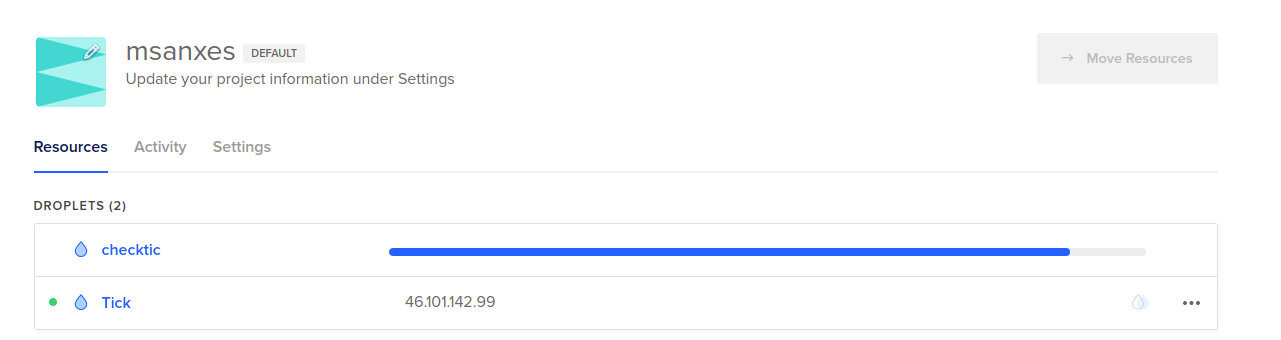 msanxes DEFAULT
Update your project information under Settings
→ Move Resources
Resources Activity Settings
DROPLETS (2)
checktic
Tick 46.101.142.99